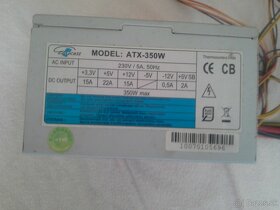 MODEL: ATX-350W
AC INPUT 230V / 5A, 50Hz
+3,3V +5V +12V -5V -12V +5V SB
DC OUTPUT 15A 22A 15A 0,5A 2A
350W max
CE CB
10070101696